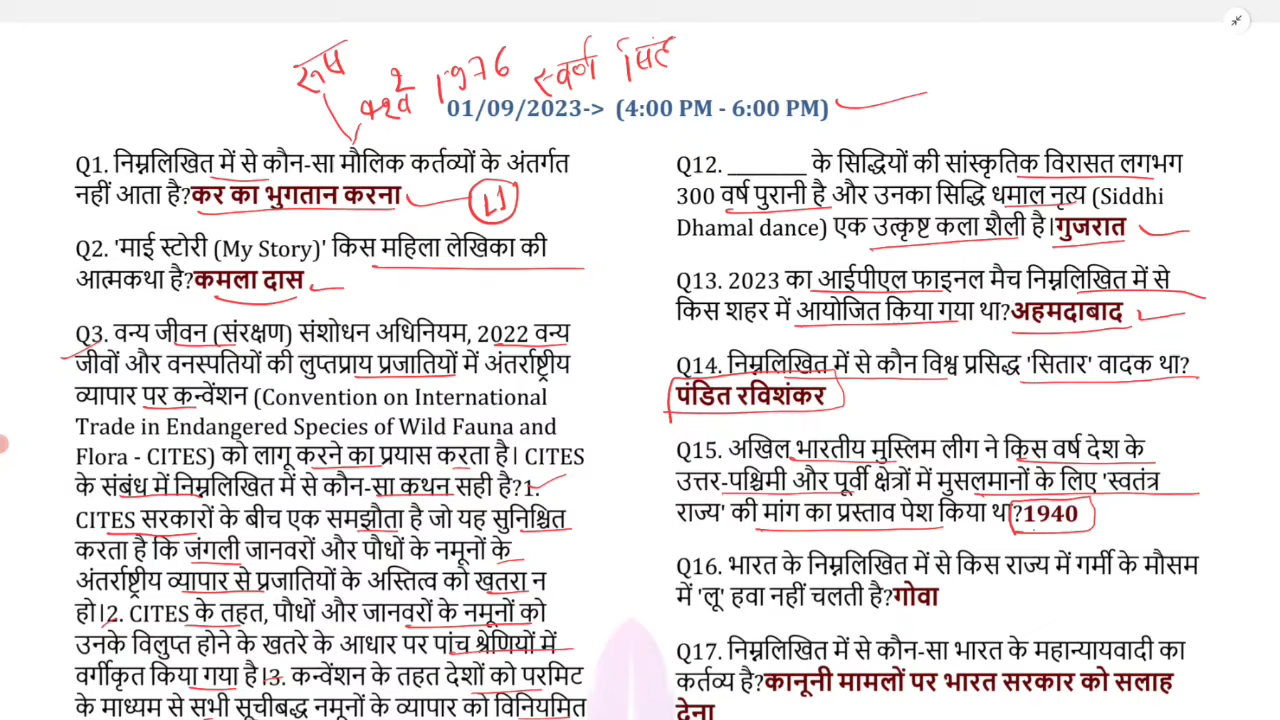 रूस
42वें 1976 स्वर्ण सिंह
01/09/2023-> (4:00 PM - 6:00 PM)
Q1. निम्नलिखित में से कौन-सा मौलिक कर्तव्यों के अंतर्गत
नहीं आता है?कर का भुगतान करना
11
Q2. 'माई स्टोरी (My Story)' किस महिला लेखिका की
आत्मकथा है?कमला दास
Q3. वन्य जीवन (संरक्षण) संशोधन अधिनियम, 2022 वन्य
जीवों और वनस्पतियों की लुप्तप्राय प्रजातियों में अंतर्राष्ट्रीय
व्यापार पर कन्वेंशन (Convention on International
Trade in Endangered Species of Wild Fauna and
Flora - CITES) को लागू करने का प्रयास करता है। CITES
के संबंध में निम्नलिखित में से कौन-सा कथन सही है?1.
CITES सरकारों के बीच एक समझौता है जो यह सुनिश्चित
करता है कि जंगली जानवरों और पौधों के नमूनों के
अंतर्राष्ट्रीय व्यापार से प्रजातियों के अस्तित्व को खतरा न
हो।2. CITES के तहत, पौधों और जानवरों के नमूनों को
उनके विलुप्त होने के खतरे के आधार पर पांच श्रेणियों में
वर्गीकृत किया गया है।3. कन्वेंशन के तहत देशों को परमिट
के माध्यम से सभी सूचीबद्ध नमूनों के व्यापार को विनियमित
Q12. ________ के सिद्धियों की सांस्कृतिक विरासत लगभग
300 वर्ष पुरानी है और उनका सिद्धि धमाल नृत्य (Siddhi
Dhamal dance) एक उत्कृष्ट कला शैली है।गुजरात
Q13. 2023 का आईपीएल फाइनल मैच निम्नलिखित में से
किस शहर में आयोजित किया गया था?अहमदाबाद
Q14. निम्नलिखित में से कौन विश्व प्रसिद्ध 'सितार' वादक था?
पंडित रविशंकर
Q15. अखिल भारतीय मुस्लिम लीग ने किस वर्ष देश के
उत्तर-पश्चिमी और पूर्वी क्षेत्रों में मुसलमानों के लिए 'स्वतंत्र
राज्य' की मांग का प्रस्ताव पेश किया था?1940
Q16. भारत के निम्नलिखित में से किस राज्य में गर्मी के मौसम
में 'लू' हवा नहीं चलती है?गोवा
Q17. निम्नलिखित में से कौन-सा भारत के महान्यायवादी का
कर्तव्य है?कानूनी मामलों पर भारत सरकार को सलाह
देना